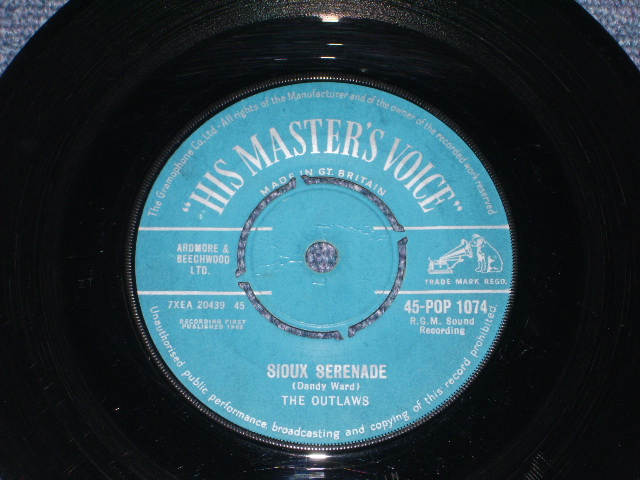 The Gramophone Co. Ltd. - All rights of the Manufacturer and of the owner of the recorded work reserved
"HIS MASTER'S VOICE"
MADE IN GT. BRITAIN
ARDMORE &
BEECHWOOD
LTD.
TRADE MARK REGD.
7XEA 20439 45
45-POP 1074
RECORDING FIRST
R.G.M. Sound
Recording
SIOUX SERENADE
(Dandy Ward)
THE OUTLAWS
Unauthorised public performance, broadcasting and copying of this record prohibited.